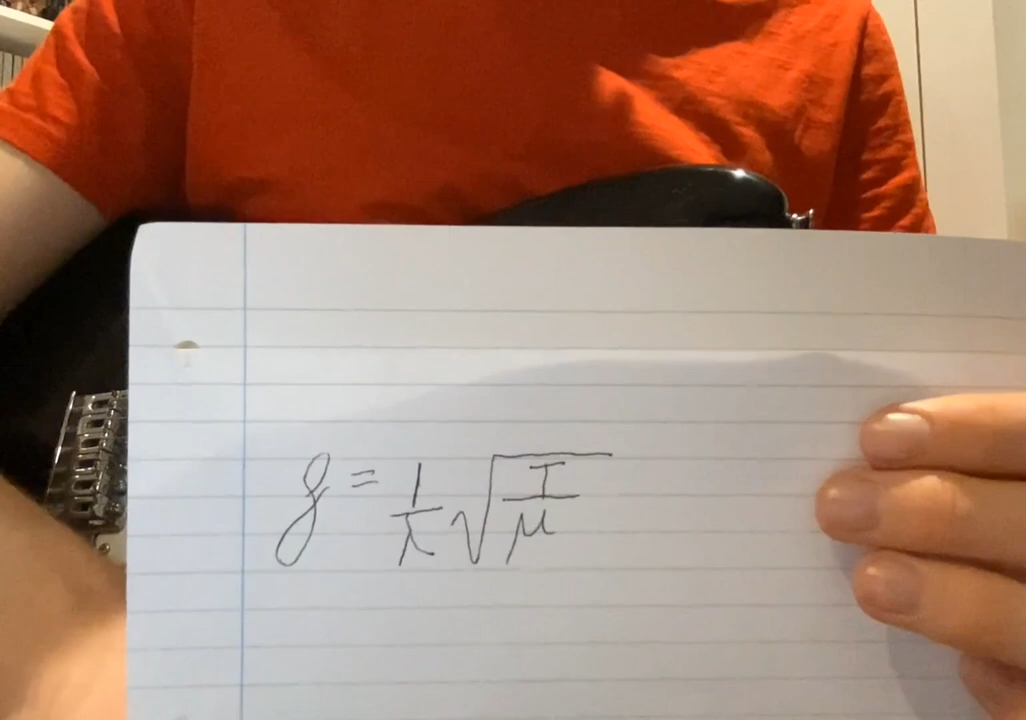 f = 1/λ √(T/μ)